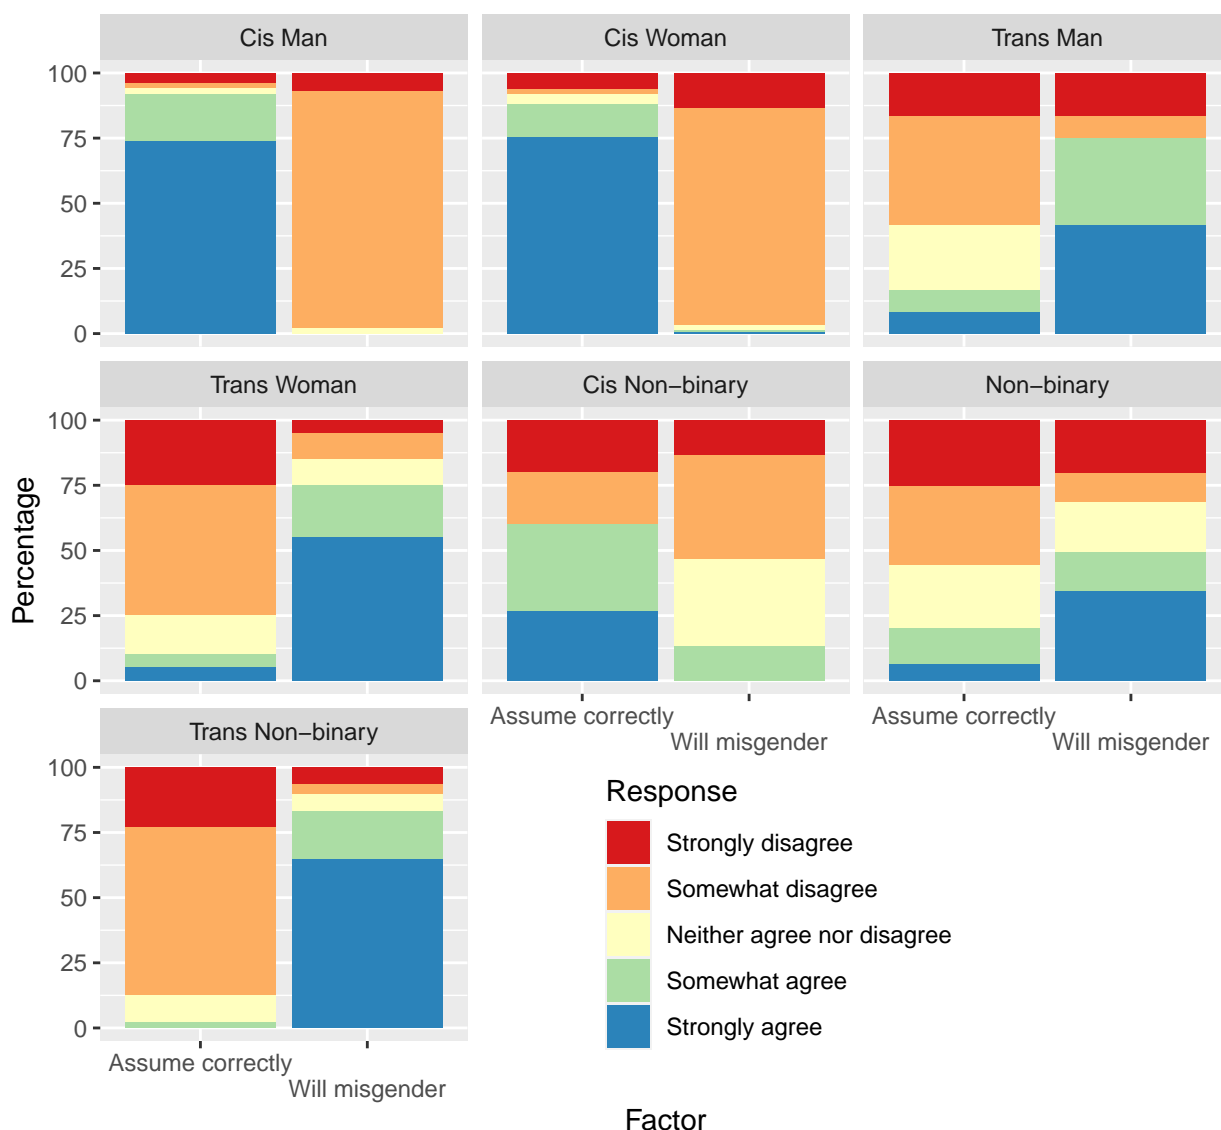 Cis Man Cis Woman Trans Man
100
75
50
25
0
Trans Woman Cis Non−binary Non−binary
100
75
50
25
0
Percentage
Assume correctly Assume correctly
Will misgender Will misgender
Trans Non−binary
100
75
50
25
0
Assume correctly
Will misgender
Response
Strongly disagree
Somewhat disagree
Neither agree nor disagree
Somewhat agree
Strongly agree
Factor